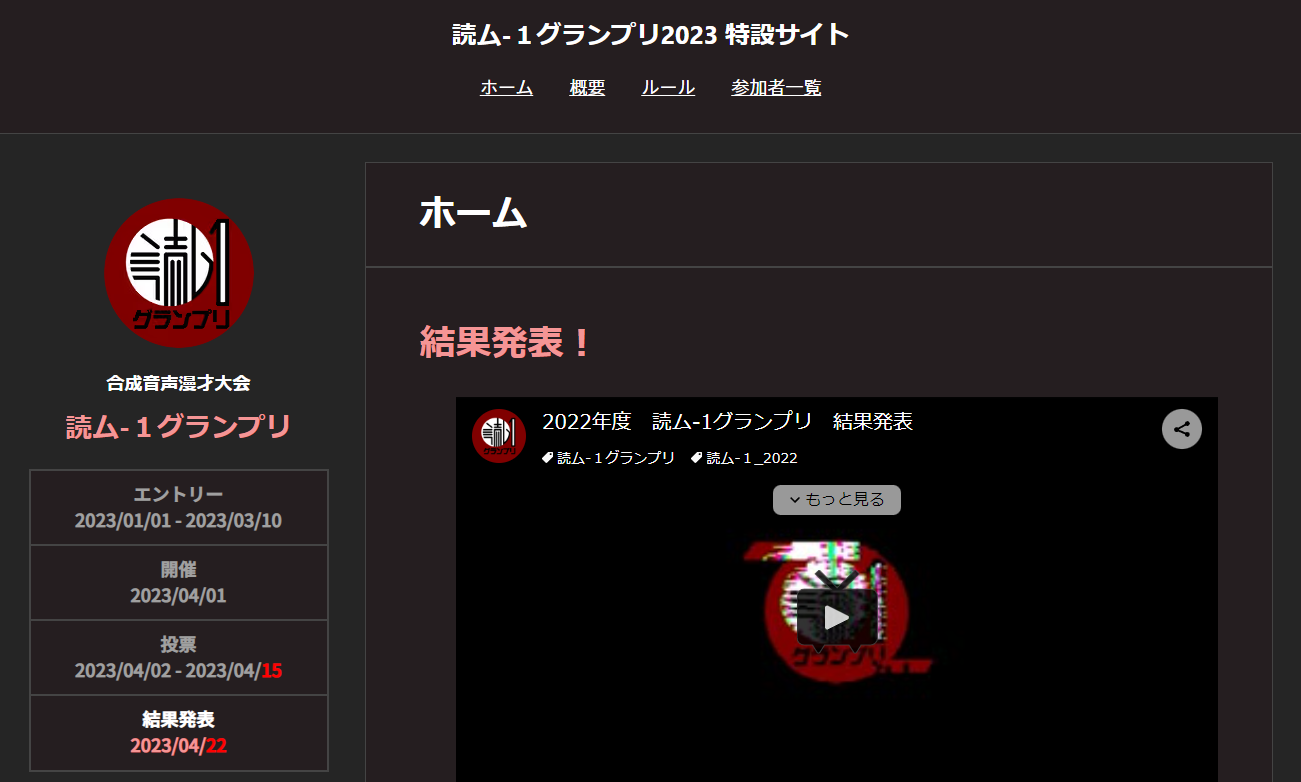 読ム-１グランプリ2023 特設サイト
ホーム 概要 ルール 参加者一覧
読ム1
グランプリ
合成音声漫才大会
読ム-１グランプリ
エントリー
2023/01/01 - 2023/03/10
開催
2023/04/01
投票
2023/04/02 - 2023/04/15
結果発表
2023/04/22
ホーム
結果発表！
2022年度　読ム-1グランプリ　結果発表
読ム-１グランプリ 読ム-１_2022
もっと見る
グランプリ